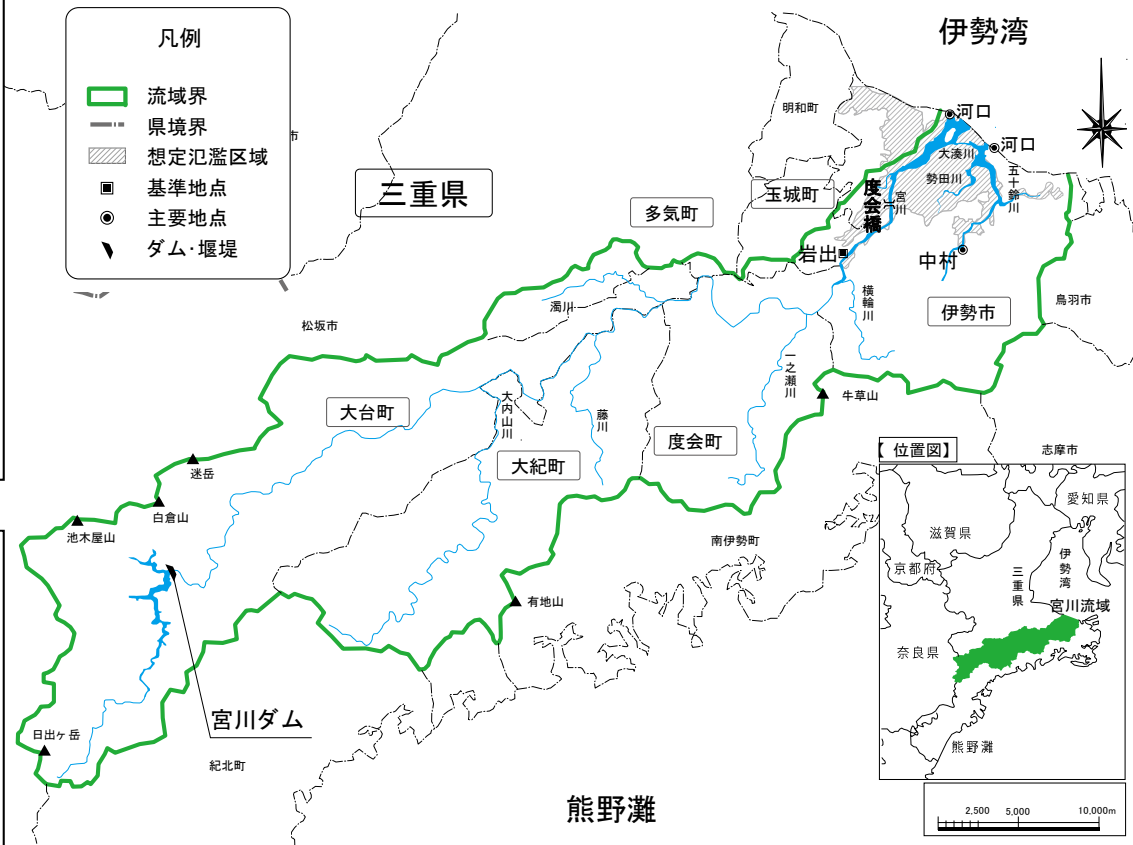 凡例
流域界
県境界
想定氾濫区域
基準地点
主要地点
ダム・堰堤
市
伊勢湾
明和町
河口
河口
大湊川
勢田川
五十鈴川
宮川
度会橋
玉城町
三重県
多気町
岩出
中村
横輪川
伊勢市
鳥羽市
松坂市
濁川
一之瀬川
牛草山
大台町
大内山川
藤川
度会町
大紀町
志摩市
迷岳
白倉山
池木屋山
南伊勢町
有地山
宮川ダム
日出ヶ岳
紀北町
熊野灘
【位置図】
愛知県
滋賀県
伊勢湾
京都府
三重県
宮川流域
奈良県
熊野灘
2,500 5,000 10,000m